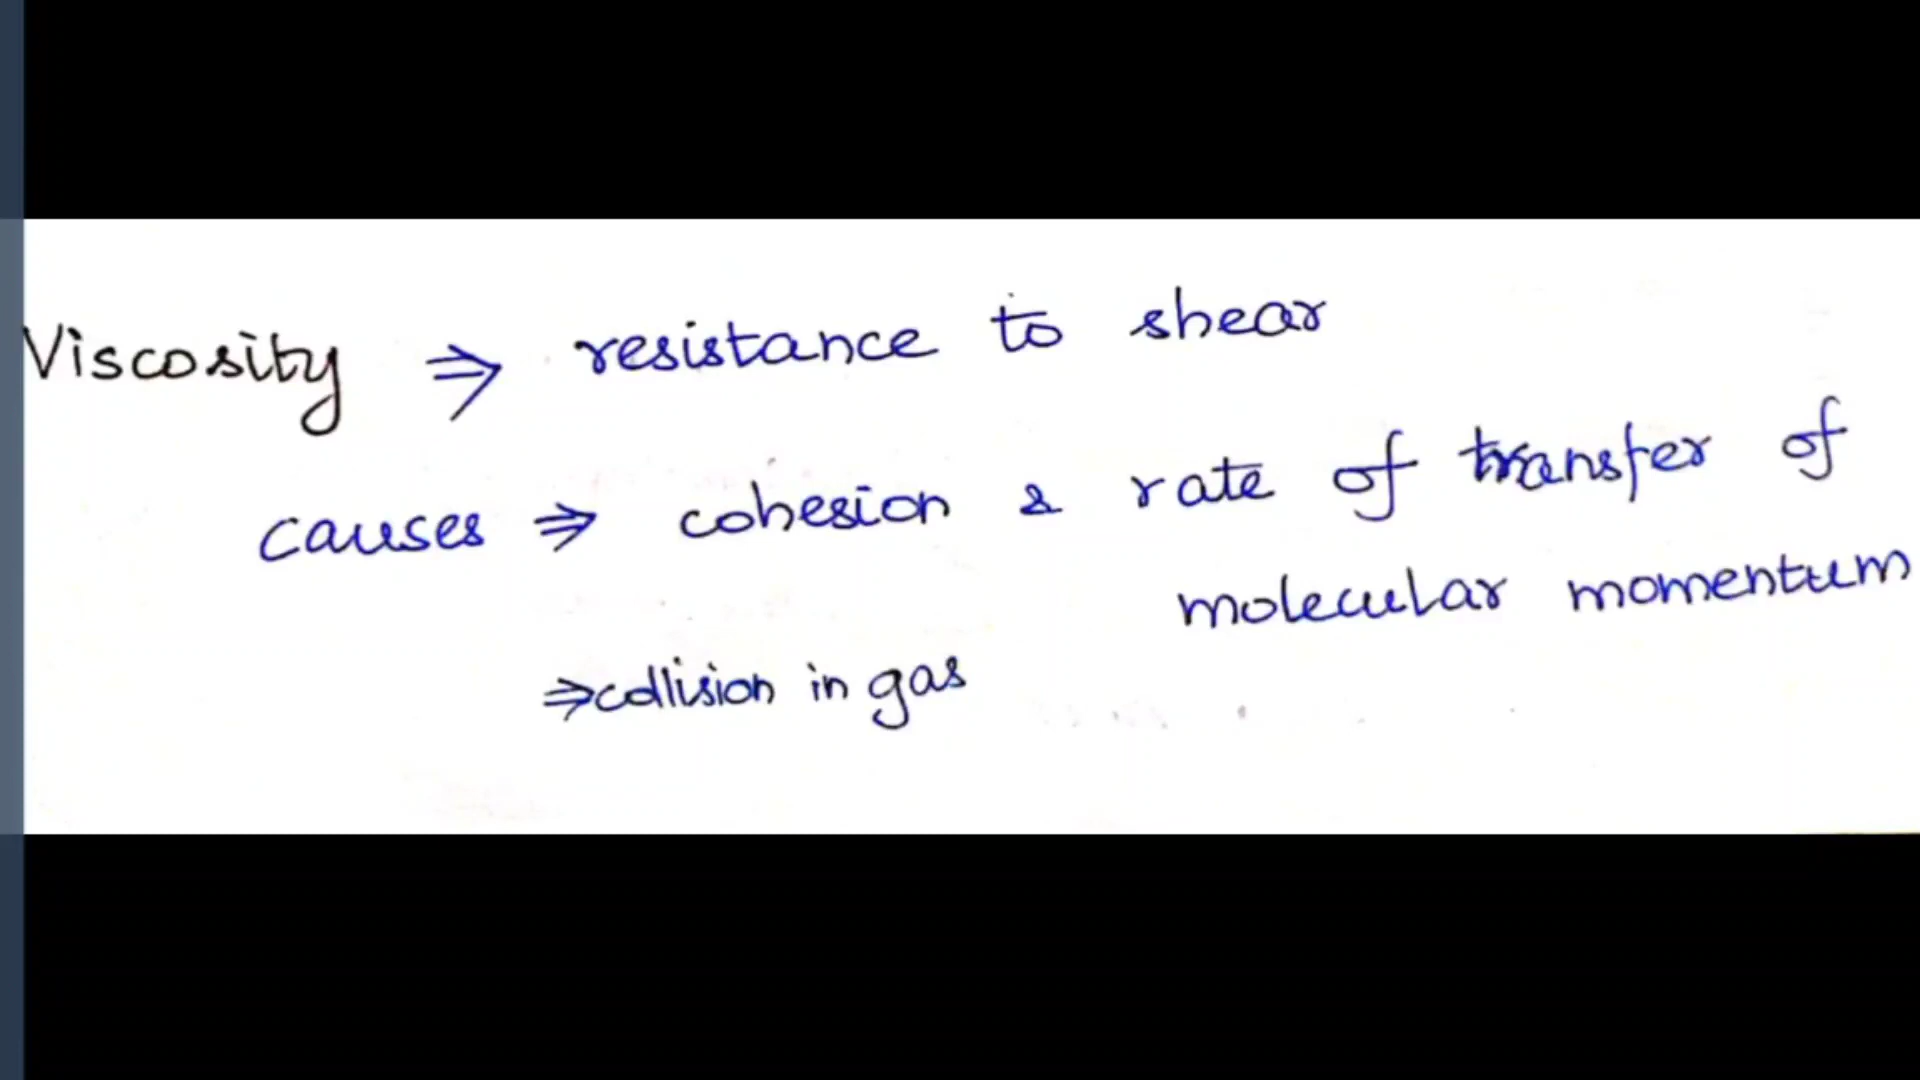 Viscosity ⇒ resistance to shear
causes ⇒ cohesion & rate of transfer of
molecular momentum
⇒ collision in gas